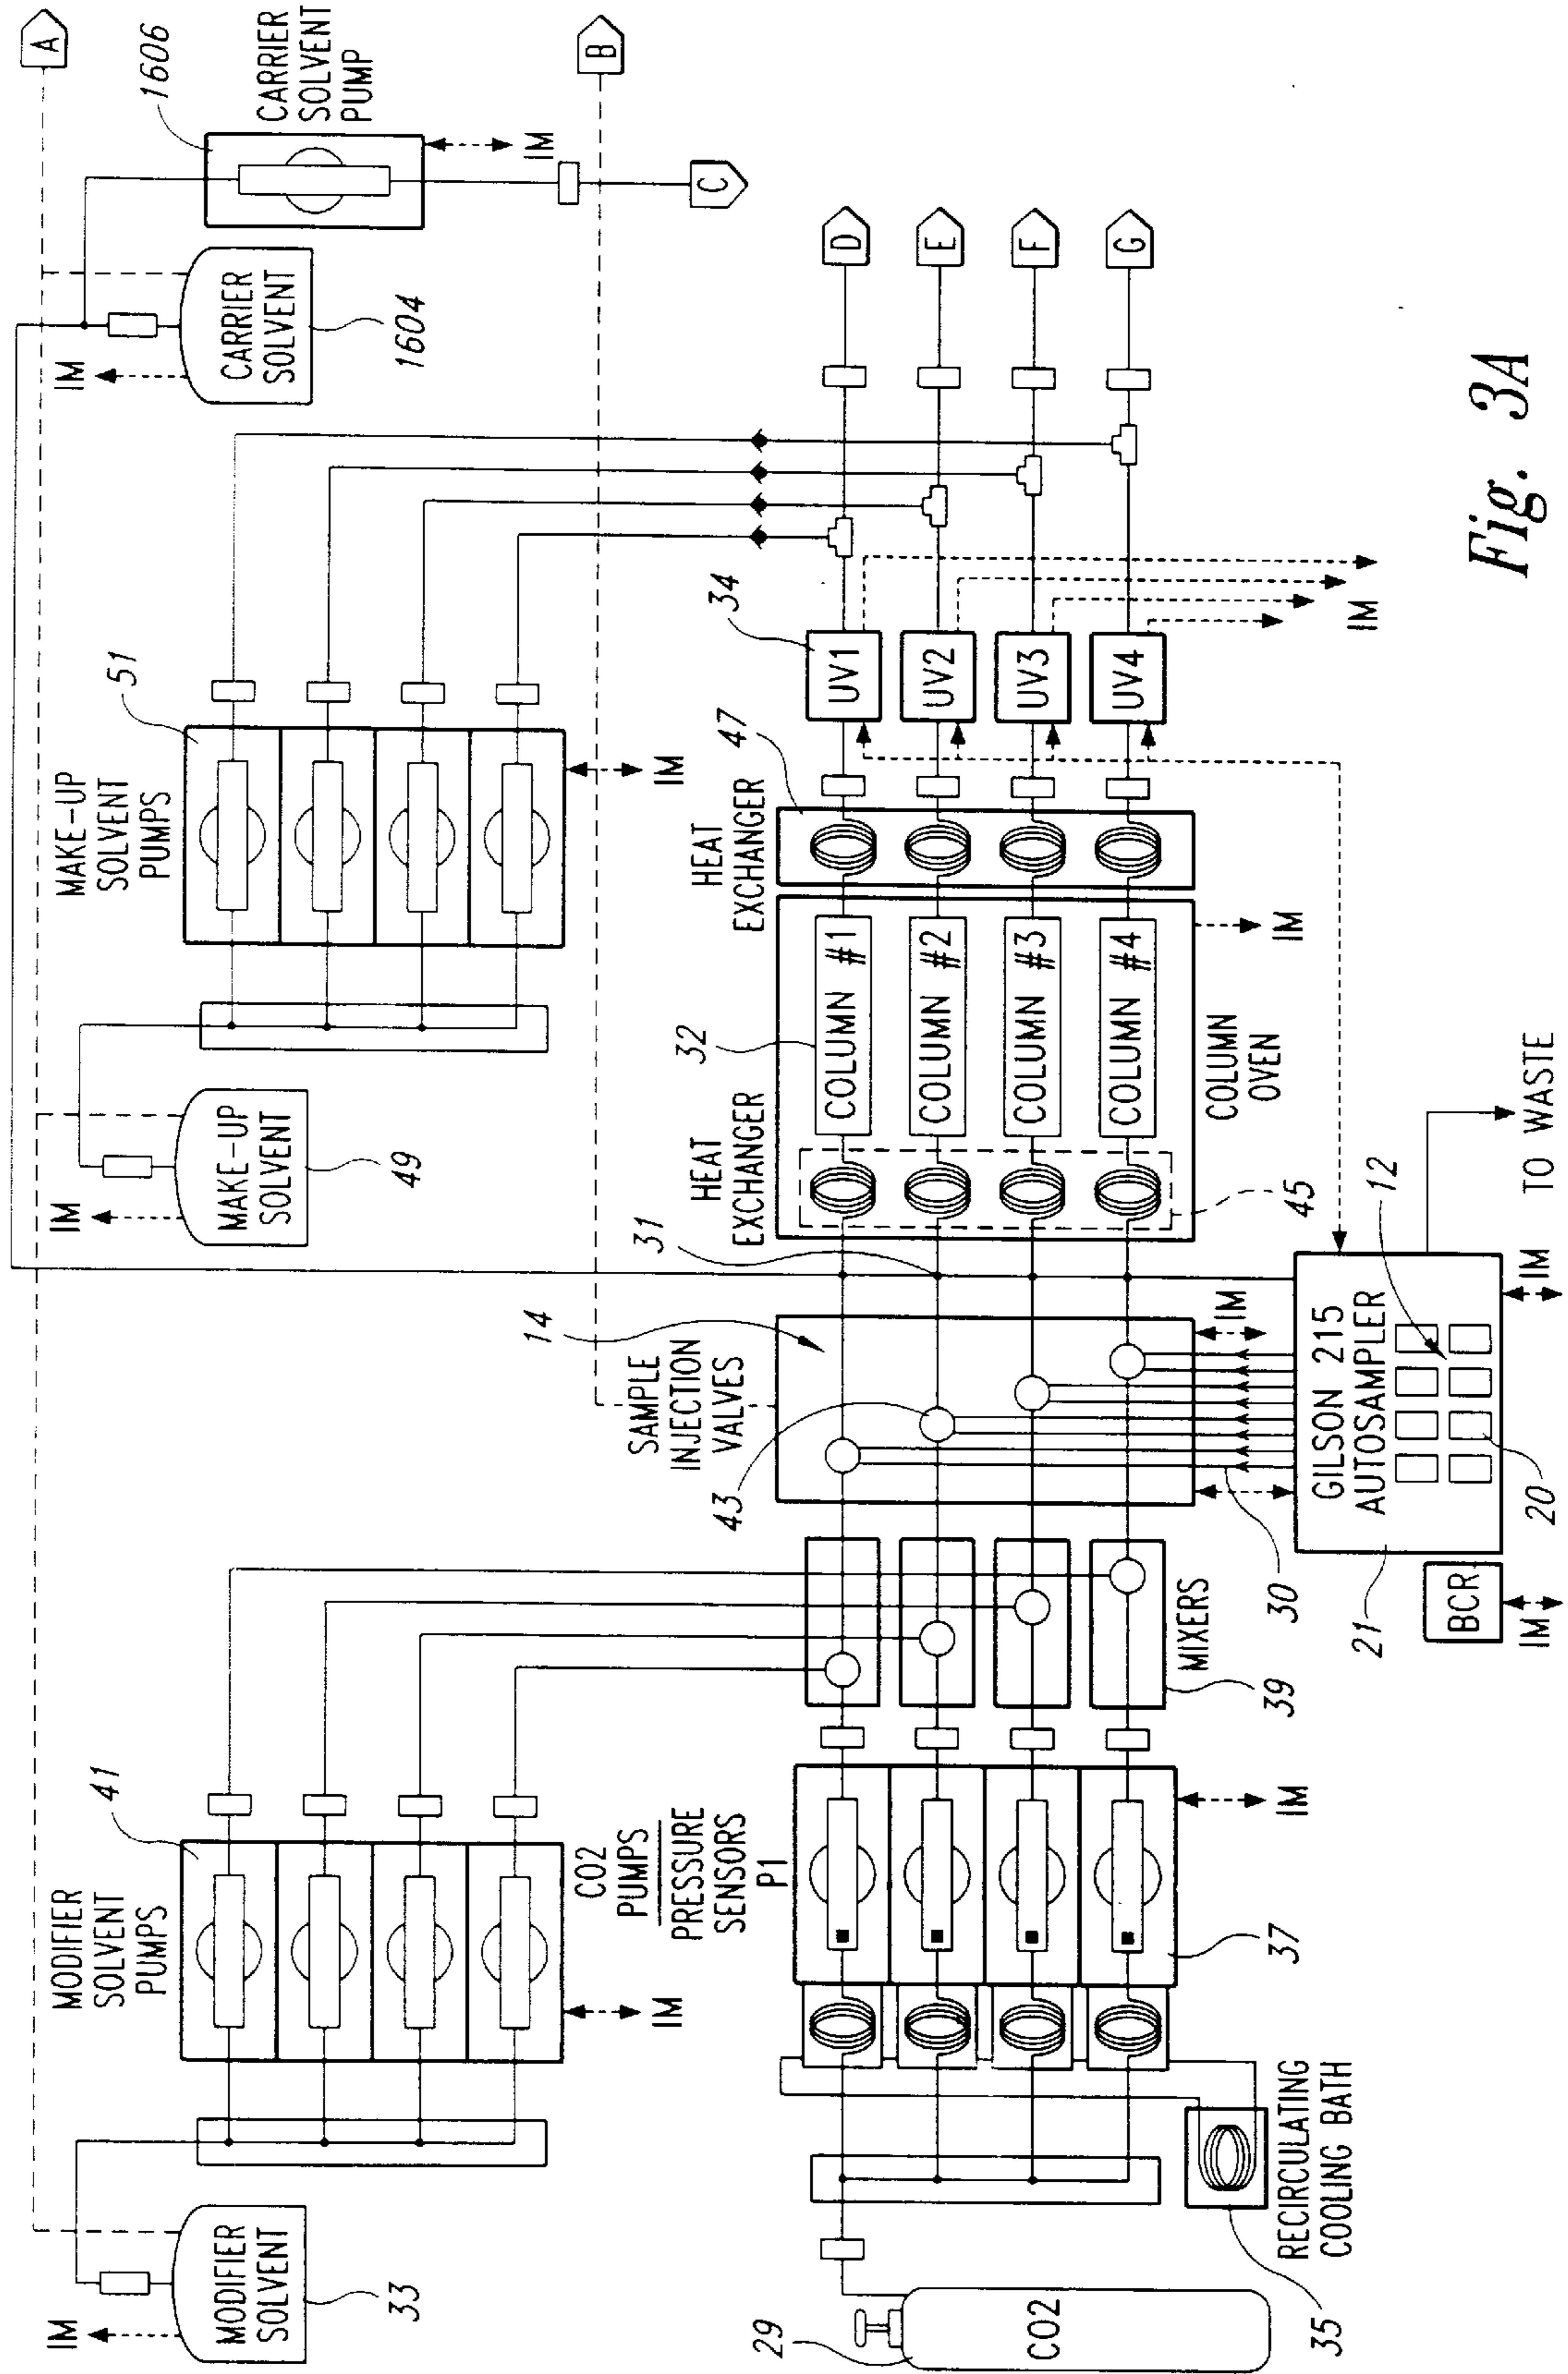 IM
MODIFIER
SOLVENT
33
MODIFIER
SOLVENT
PUMPS
41
IM
IM
MAKE-UP
SOLVENT
49
MAKE-UP
SOLVENT
PUMPS
51
IM
IM
CARRIER
SOLVENT
1604
1606
CARRIER
SOLVENT
PUMP
IM
A
B
C
29
CO2
35
RECIRCULATING
COOLING BATH
CO2
PUMPS
PRESSURE
SENSORS
P1
37
IM
MIXERS
39
SAMPLE
INJECTION
VALVES
14
43
31
IM
30
HEAT
EXCHANGER
45
32
COLUMN #1
COLUMN #2
COLUMN #3
COLUMN #4
COLUMN
OVEN
IM
HEAT
EXCHANGER
47
34
UV1
UV2
UV3
UV4
IM
D
E
F
G
BCR
IM
21
GILSON 215
AUTOSAMPLER
12
20
IM
TO WASTE
Fig. 3A